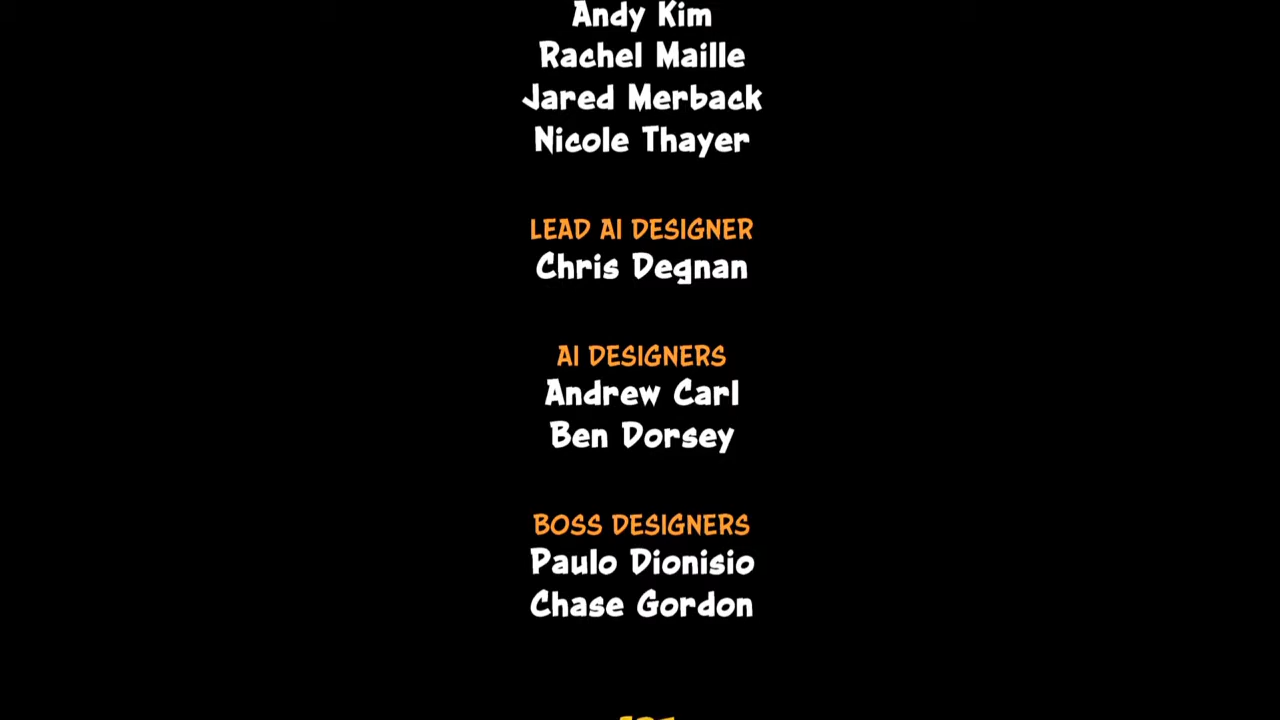 Andy Kim
Rachel Maille
Jared Merback
Nicole Thayer
LEAD AI DESIGNER
Chris Degnan
AI DESIGNERS
Andrew Carl
Ben Dorsey
BOSS DESIGNERS
Paulo Dionisio
Chase Gordon